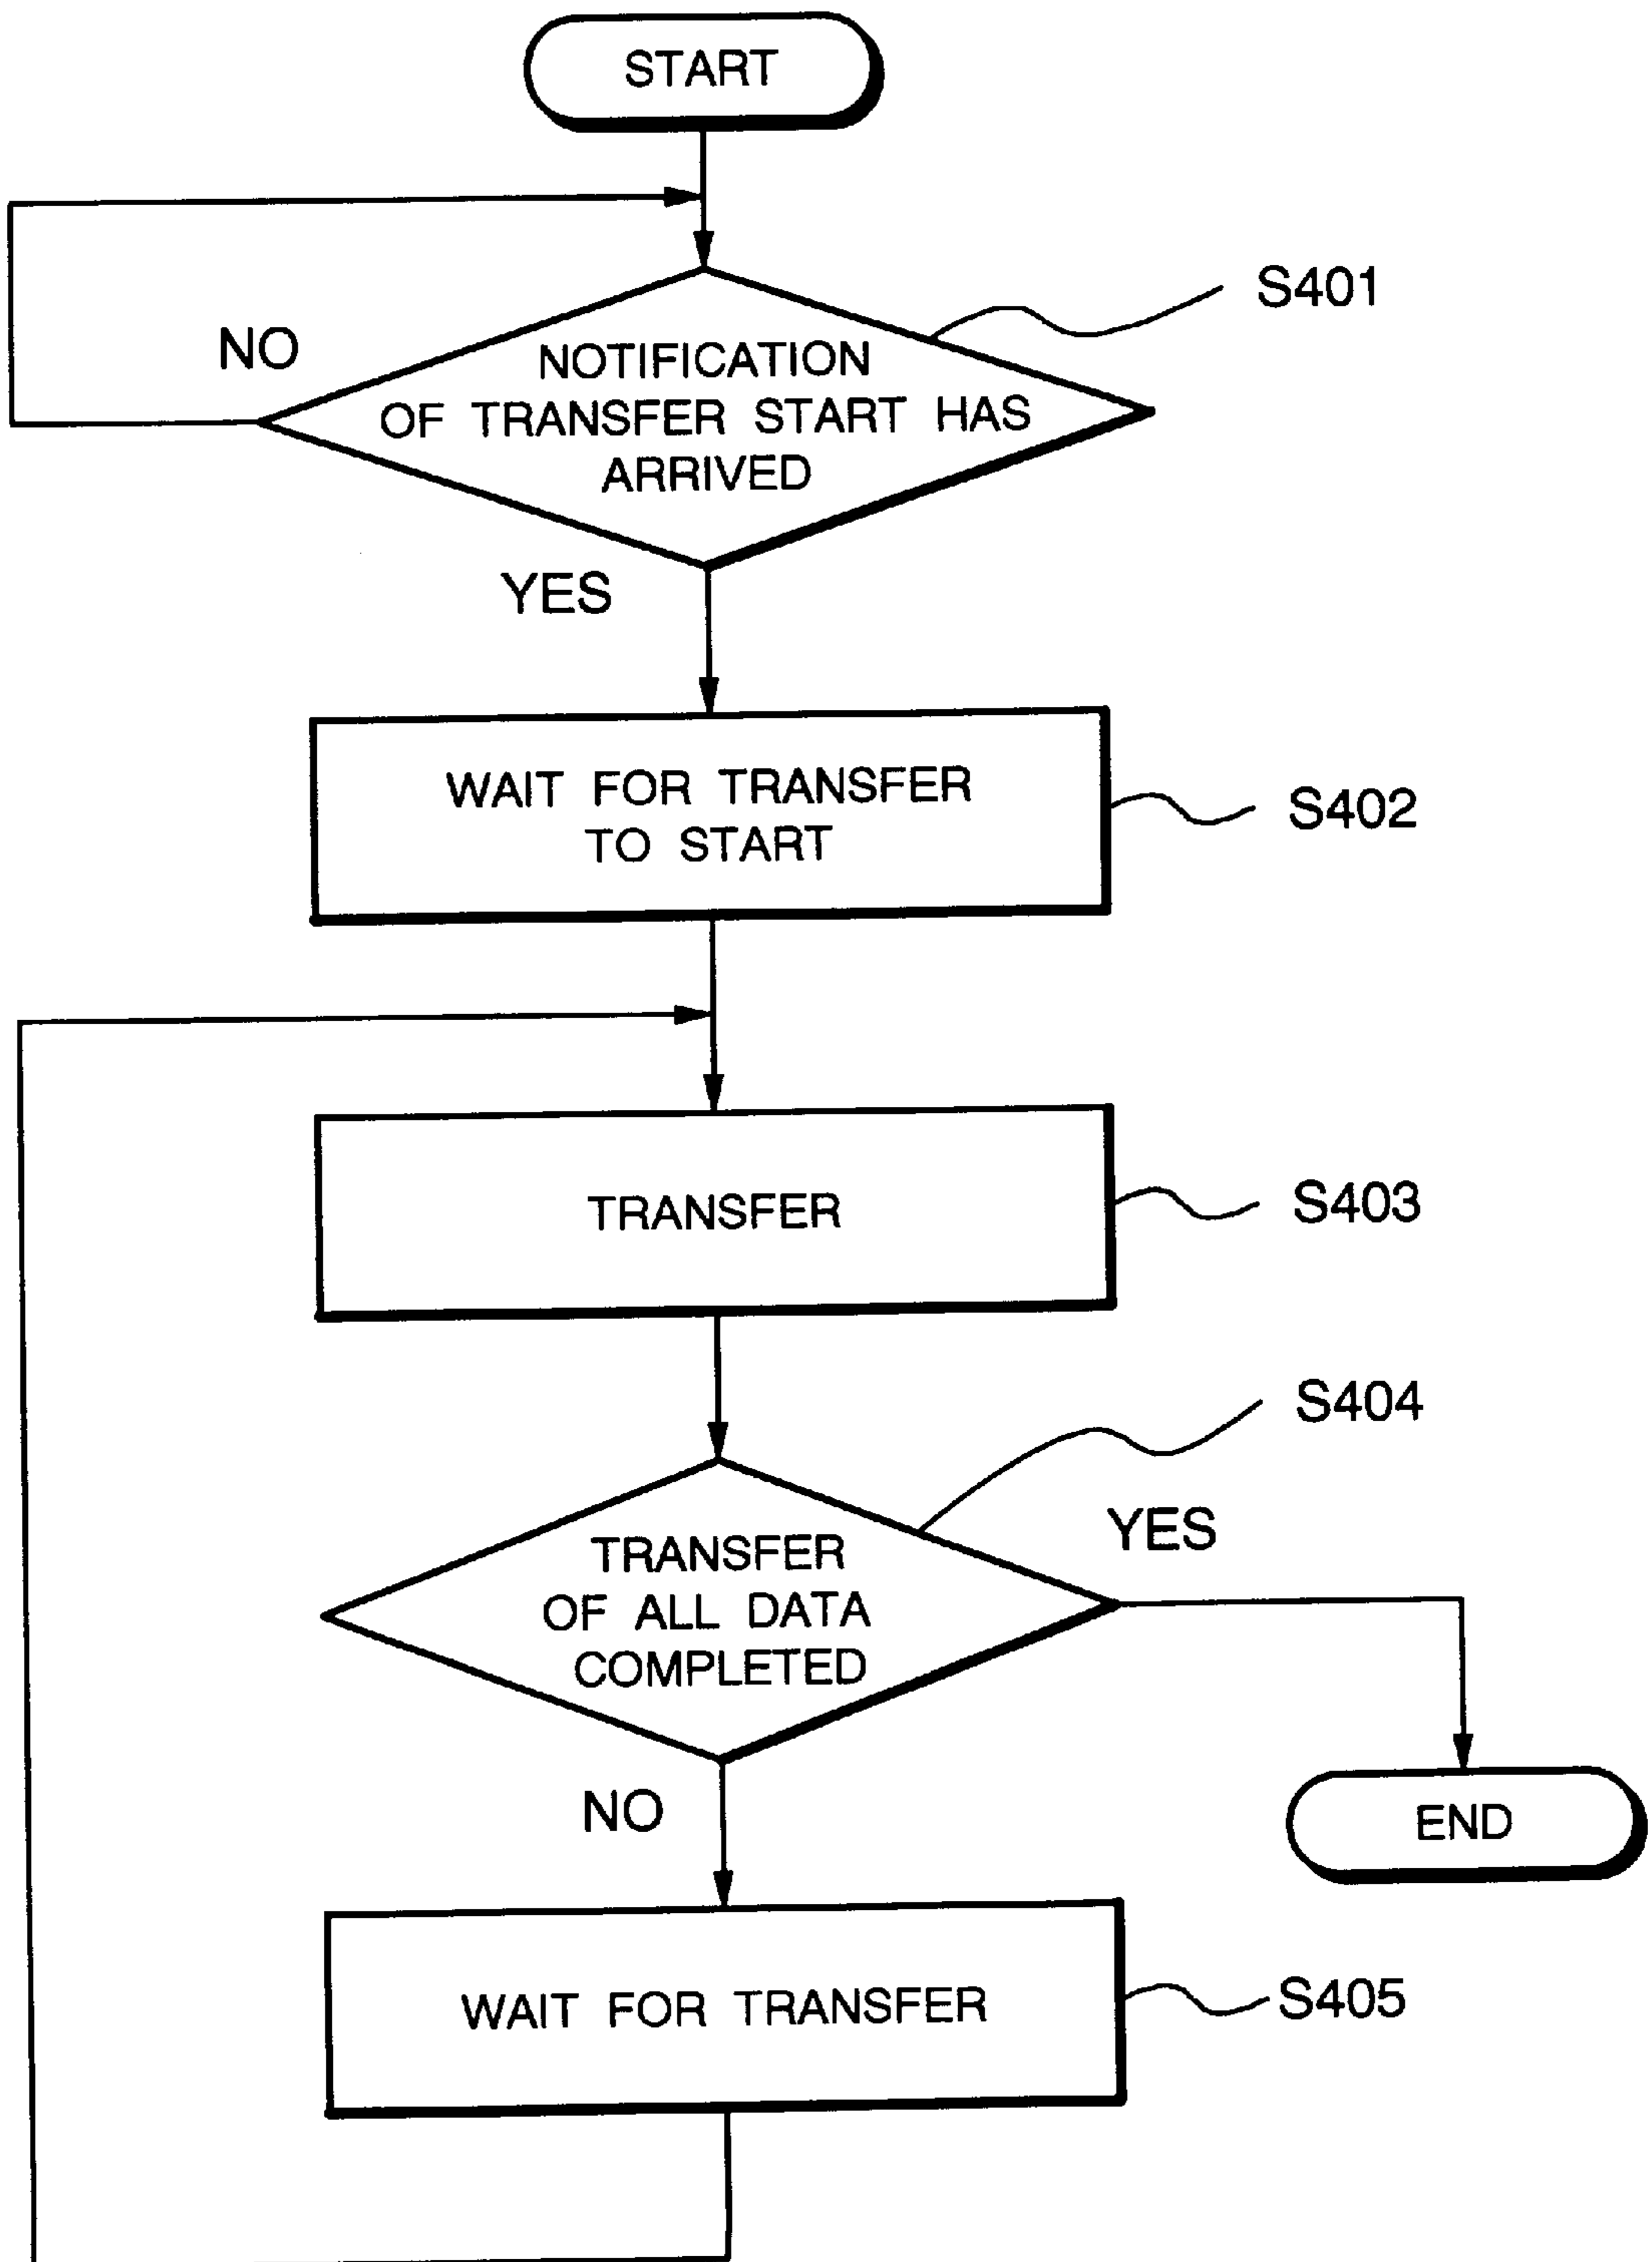 START
S401
NO
NOTIFICATION
OF TRANSFER START HAS
ARRIVED
YES
WAIT FOR TRANSFER
TO START
S402
TRANSFER
S403
S404
YES
TRANSFER
OF ALL DATA
COMPLETED
NO
END
WAIT FOR TRANSFER
S405